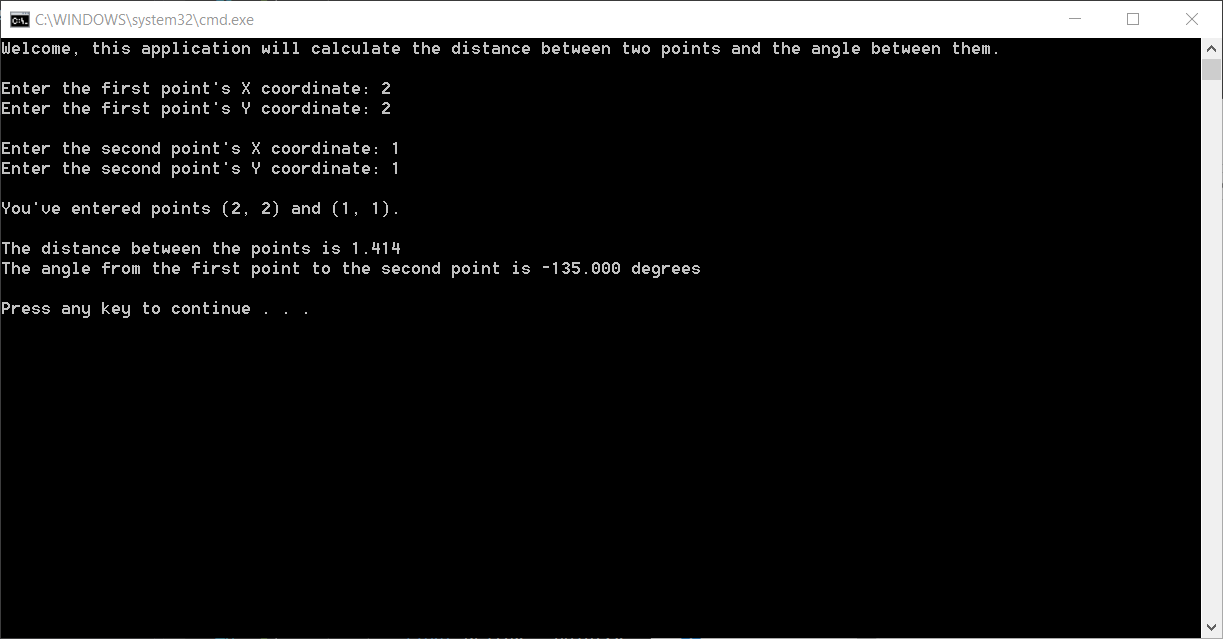 C:\WINDOWS\system32\cmd.exe
Welcome, this application will calculate the distance between two points and the angle between them.
Enter the first point's X coordinate: 2
Enter the first point's Y coordinate: 2
Enter the second point's X coordinate: 1
Enter the second point's Y coordinate: 1
You've entered points (2, 2) and (1, 1).
The distance between the points is 1.414
The angle from the first point to the second point is -135.000 degrees
Press any key to continue . . .